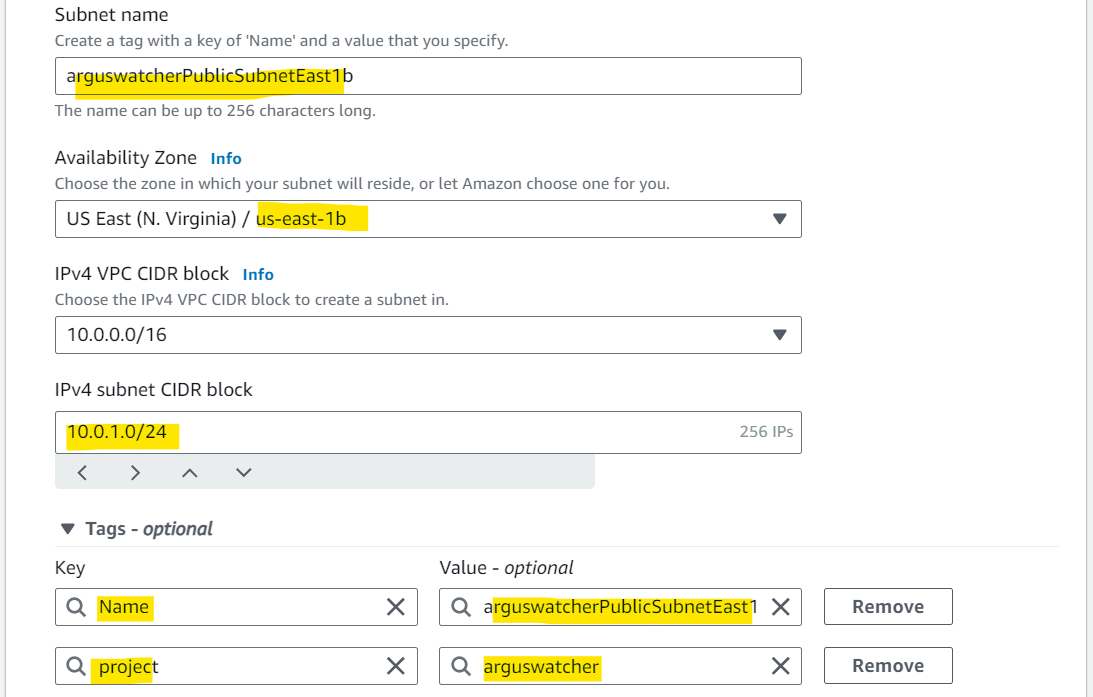 Subnet name
Create a tag with a key of 'Name' and a value that you specify.
arguswatcherPublicSubnetEast1b
The name can be up to 256 characters long.
Availability Zone Info
Choose the zone in which your subnet will reside, or let Amazon choose one for you.
US East (N. Virginia) / us-east-1b
IPv4 VPC CIDR block Info
Choose the IPv4 VPC CIDR block to create a subnet in.
10.0.0.0/16
IPv4 subnet CIDR block
10.0.1.0/24 256 IPs
Tags - optional
Key Value - optional
Name arguswatcherPublicSubnetEast1 Remove
project arguswatcher Remove